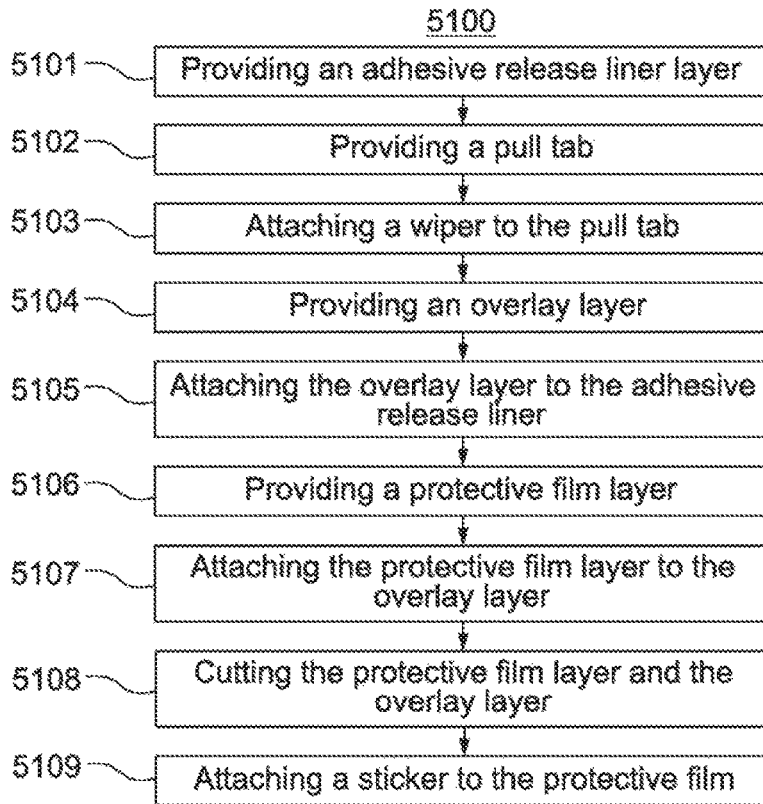 5100
5101 Providing an adhesive release liner layer
5102 Providing a pull tab
5103 Attaching a wiper to the pull tab
5104 Providing an overlay layer
5105 Attaching the overlay layer to the adhesive
release liner
5106 Providing a protective film layer
5107 Attaching the protective film layer to the
overlay layer
5108 Cutting the protective film layer and the
overlay layer
5109 Attaching a sticker to the protective film